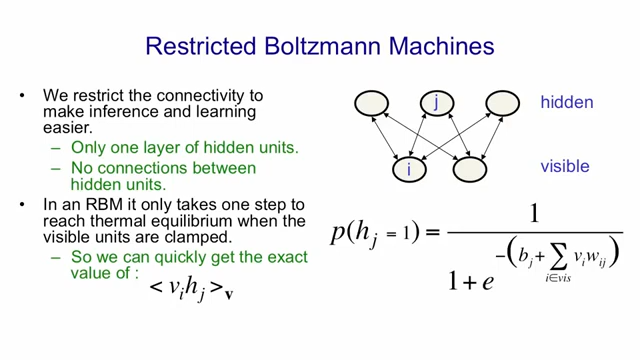 Restricted Boltzmann Machines
• We restrict the connectivity to
make inference and learning
easier.
– Only one layer of hidden units.
– No connections between
hidden units.
• In an RBM it only takes one step to
reach thermal equilibrium when the
visible units are clamped.
– So we can quickly get the exact
value of :
< v_i h_j >_v
j
hidden
i
visible
p(h_j = 1) = 1 / (1 + e^{-(b_j + ∑_{i∈vis} v_i w_{ij})})